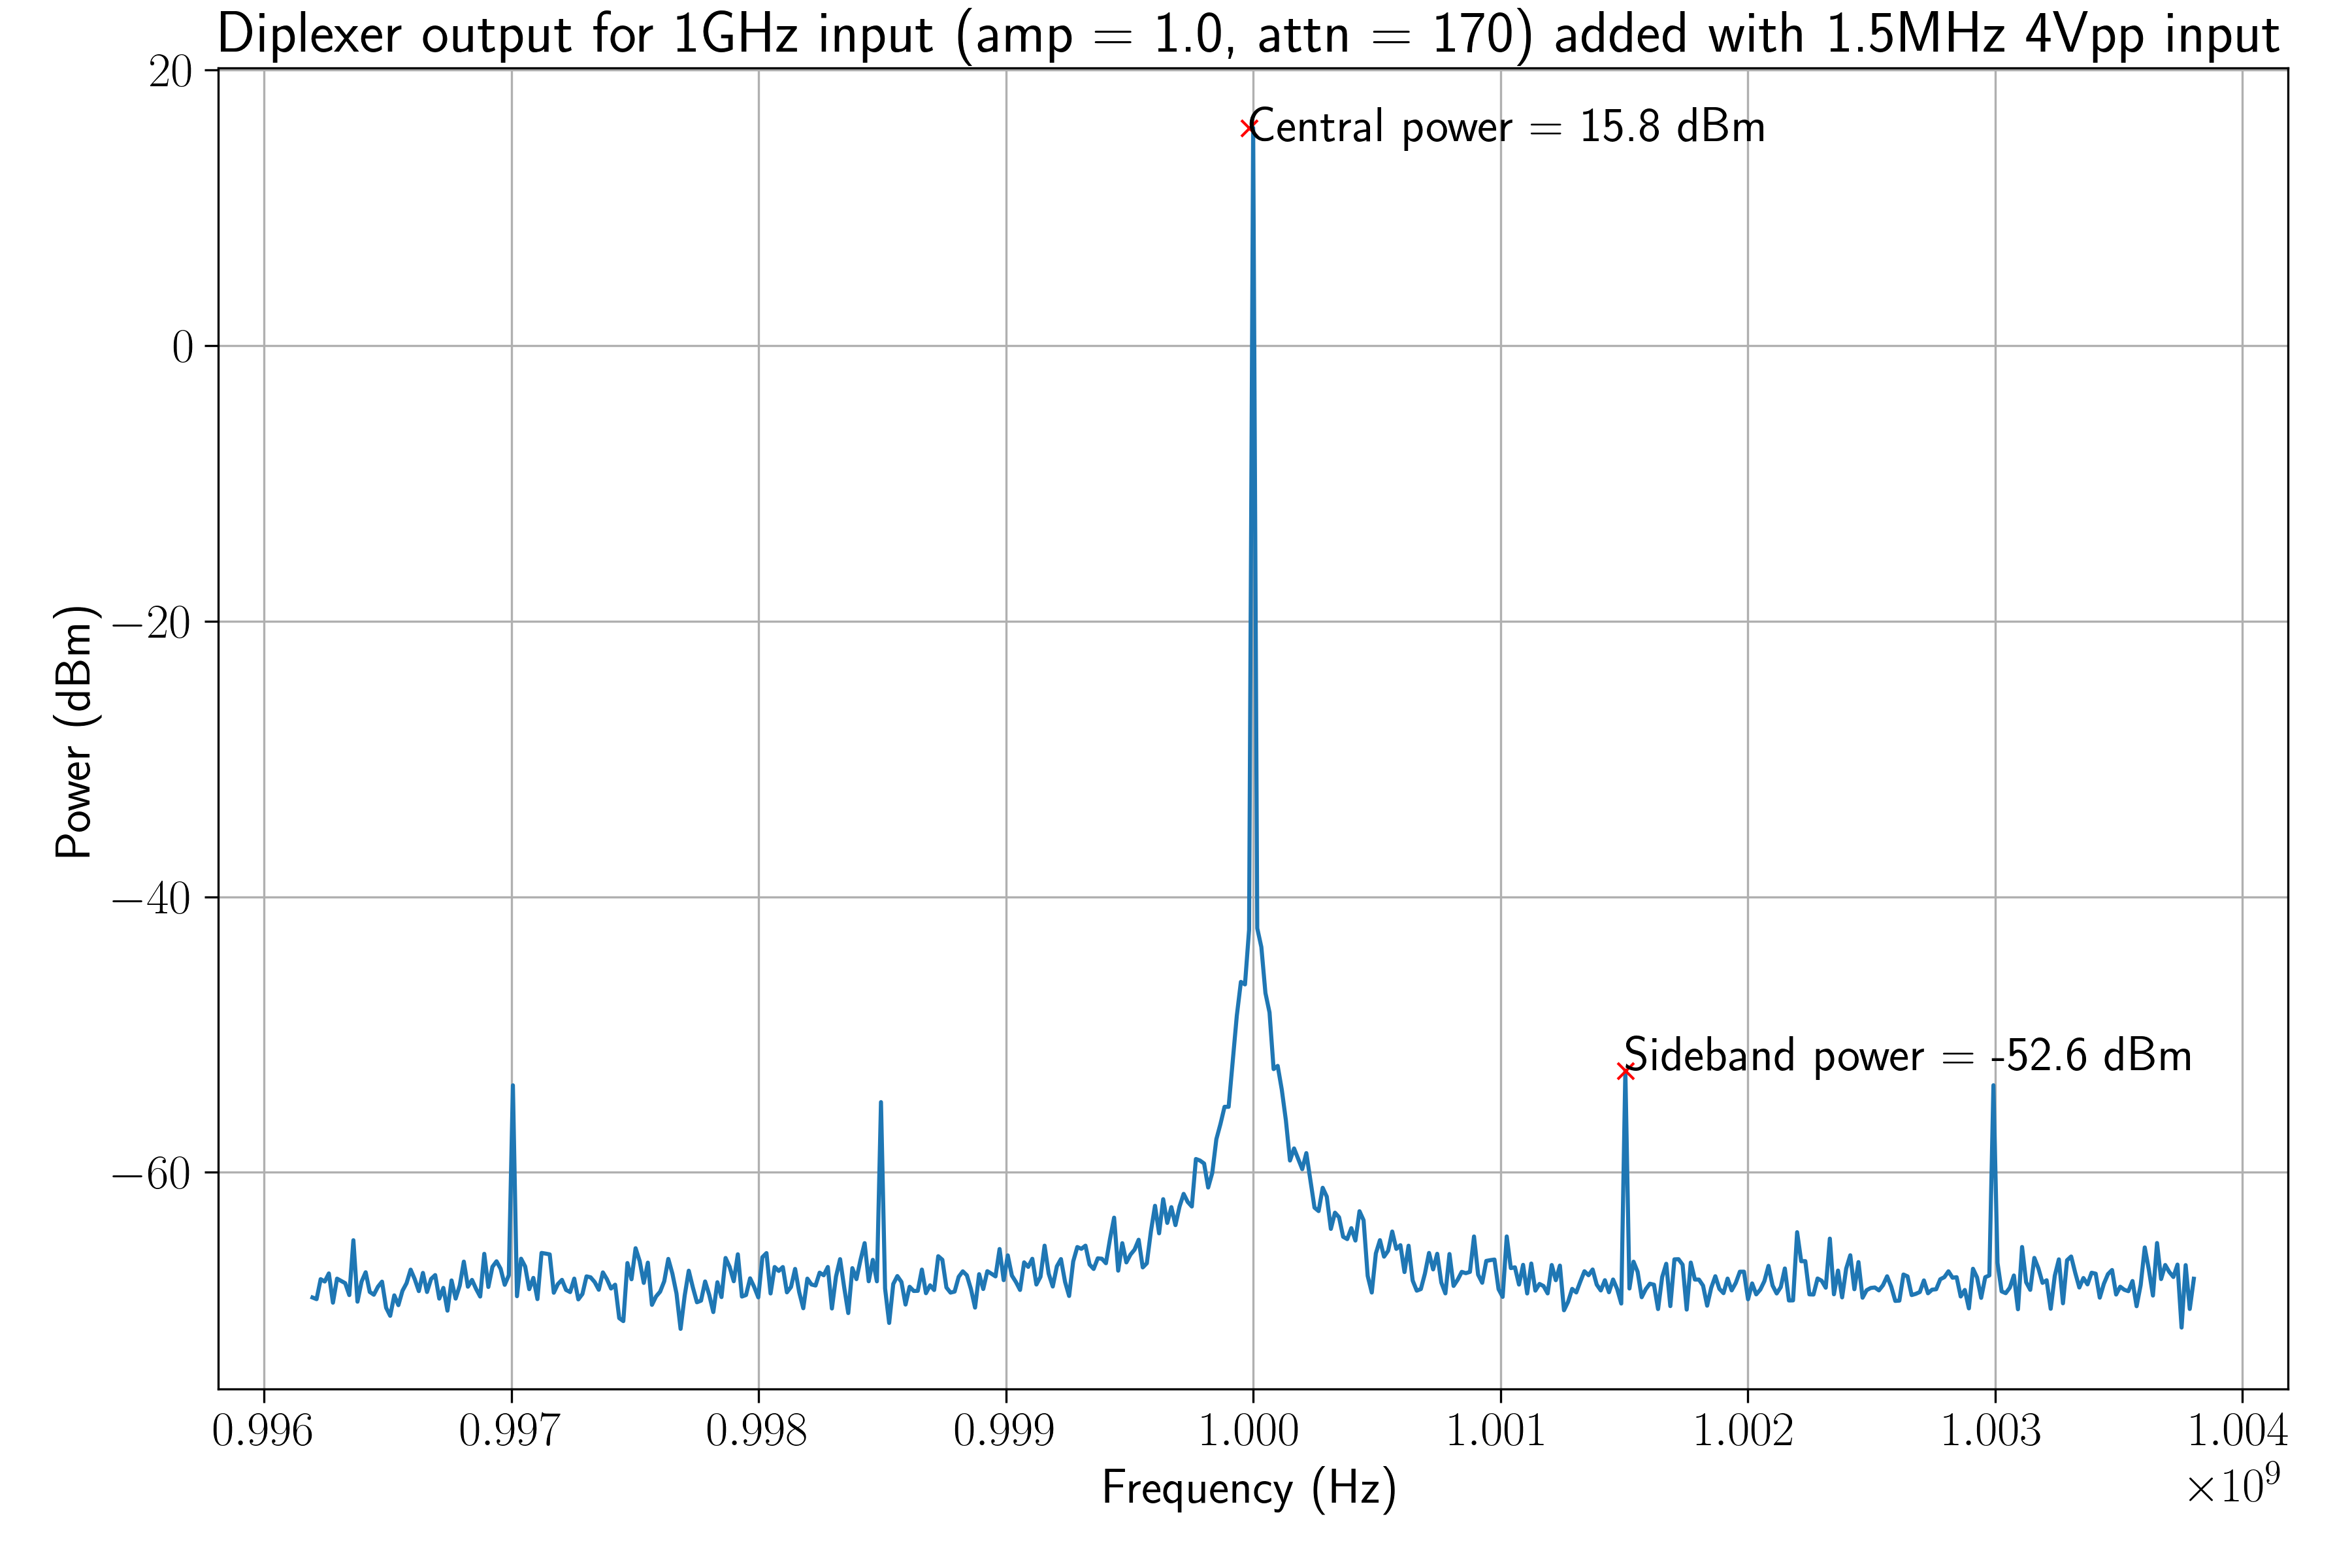 Diplexer output for 1GHz input (amp = 1.0, attn = 170) added with 1.5MHz 4Vpp input
20
Central power = 15.8 dBm
0
−20
Power (dBm)
−40
Sideband power = -52.6 dBm
−60
0.996 0.997 0.998 0.999 1.000 1.001 1.002 1.003 1.004
Frequency (Hz)
×10⁹